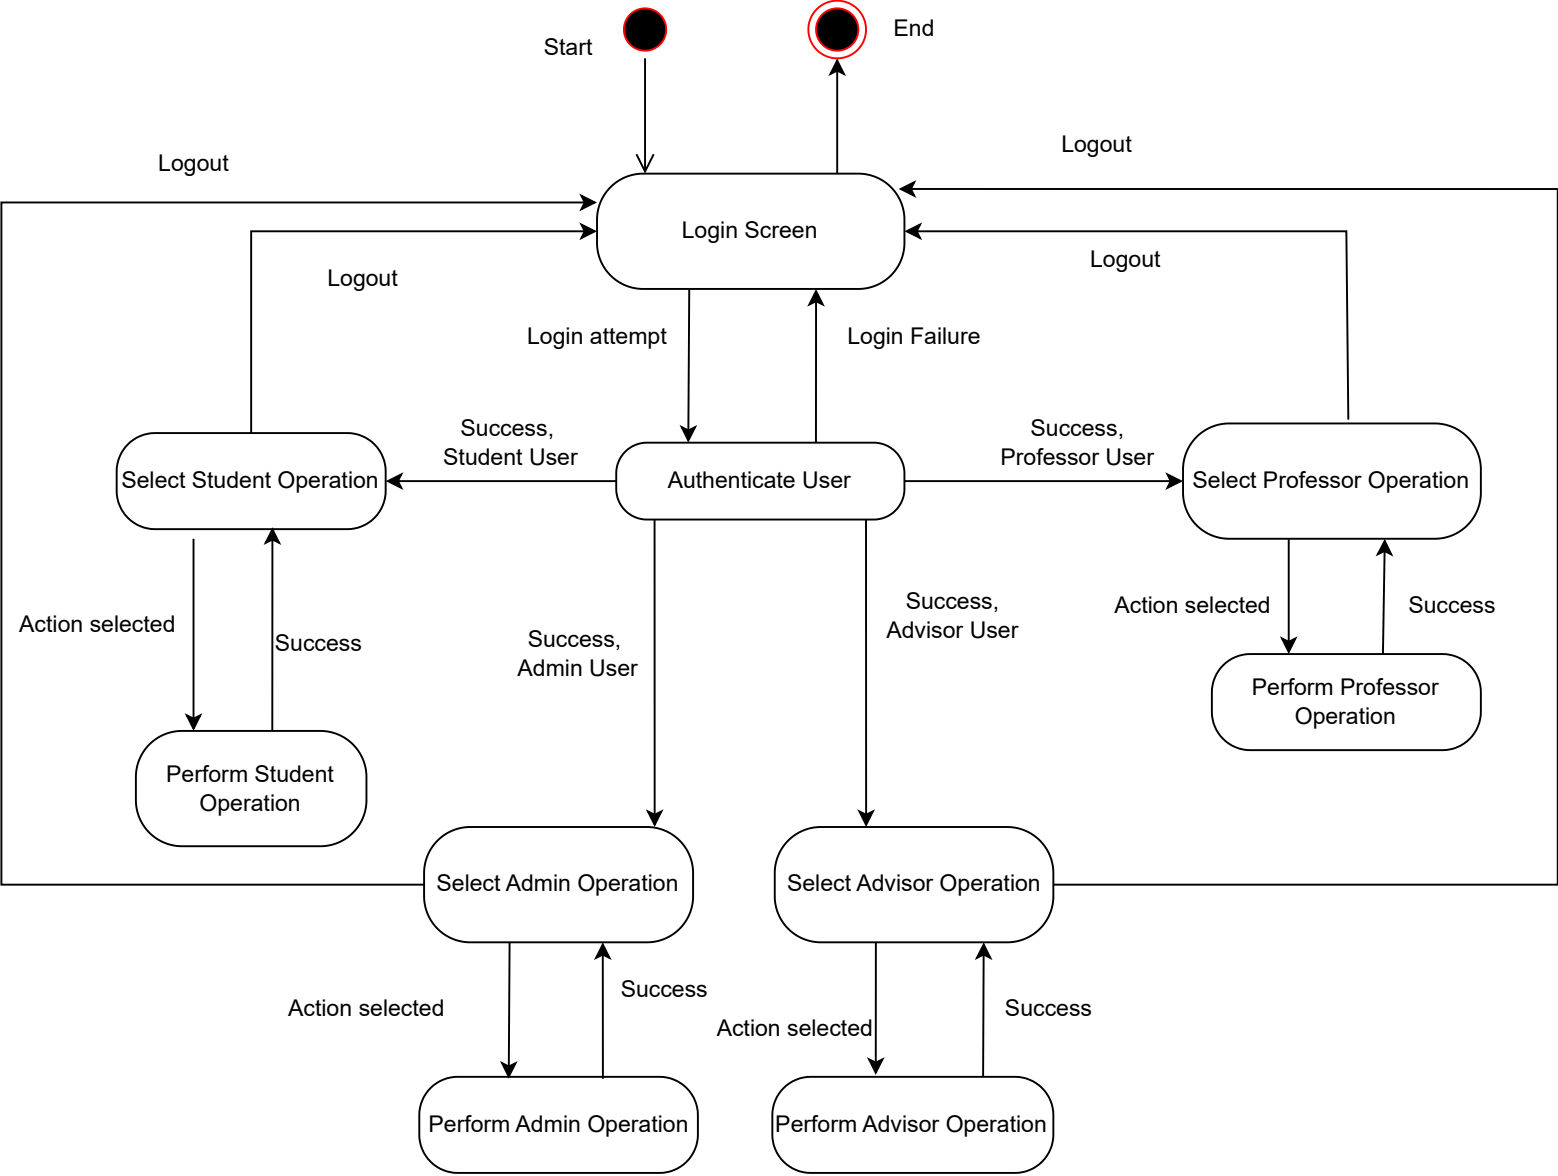 End
Start
Logout
Logout
Login Screen
Logout
Logout
Login attempt
Login Failure
Success,
Student User
Success,
Professor User
Select Student Operation
Authenticate User
Select Professor Operation
Action selected
Success
Success,
Admin User
Success,
Advisor User
Action selected
Success
Perform Professor
Operation
Perform Student
Operation
Select Admin Operation
Select Advisor Operation
Action selected
Success
Action selected
Success
Perform Admin Operation
Perform Advisor Operation